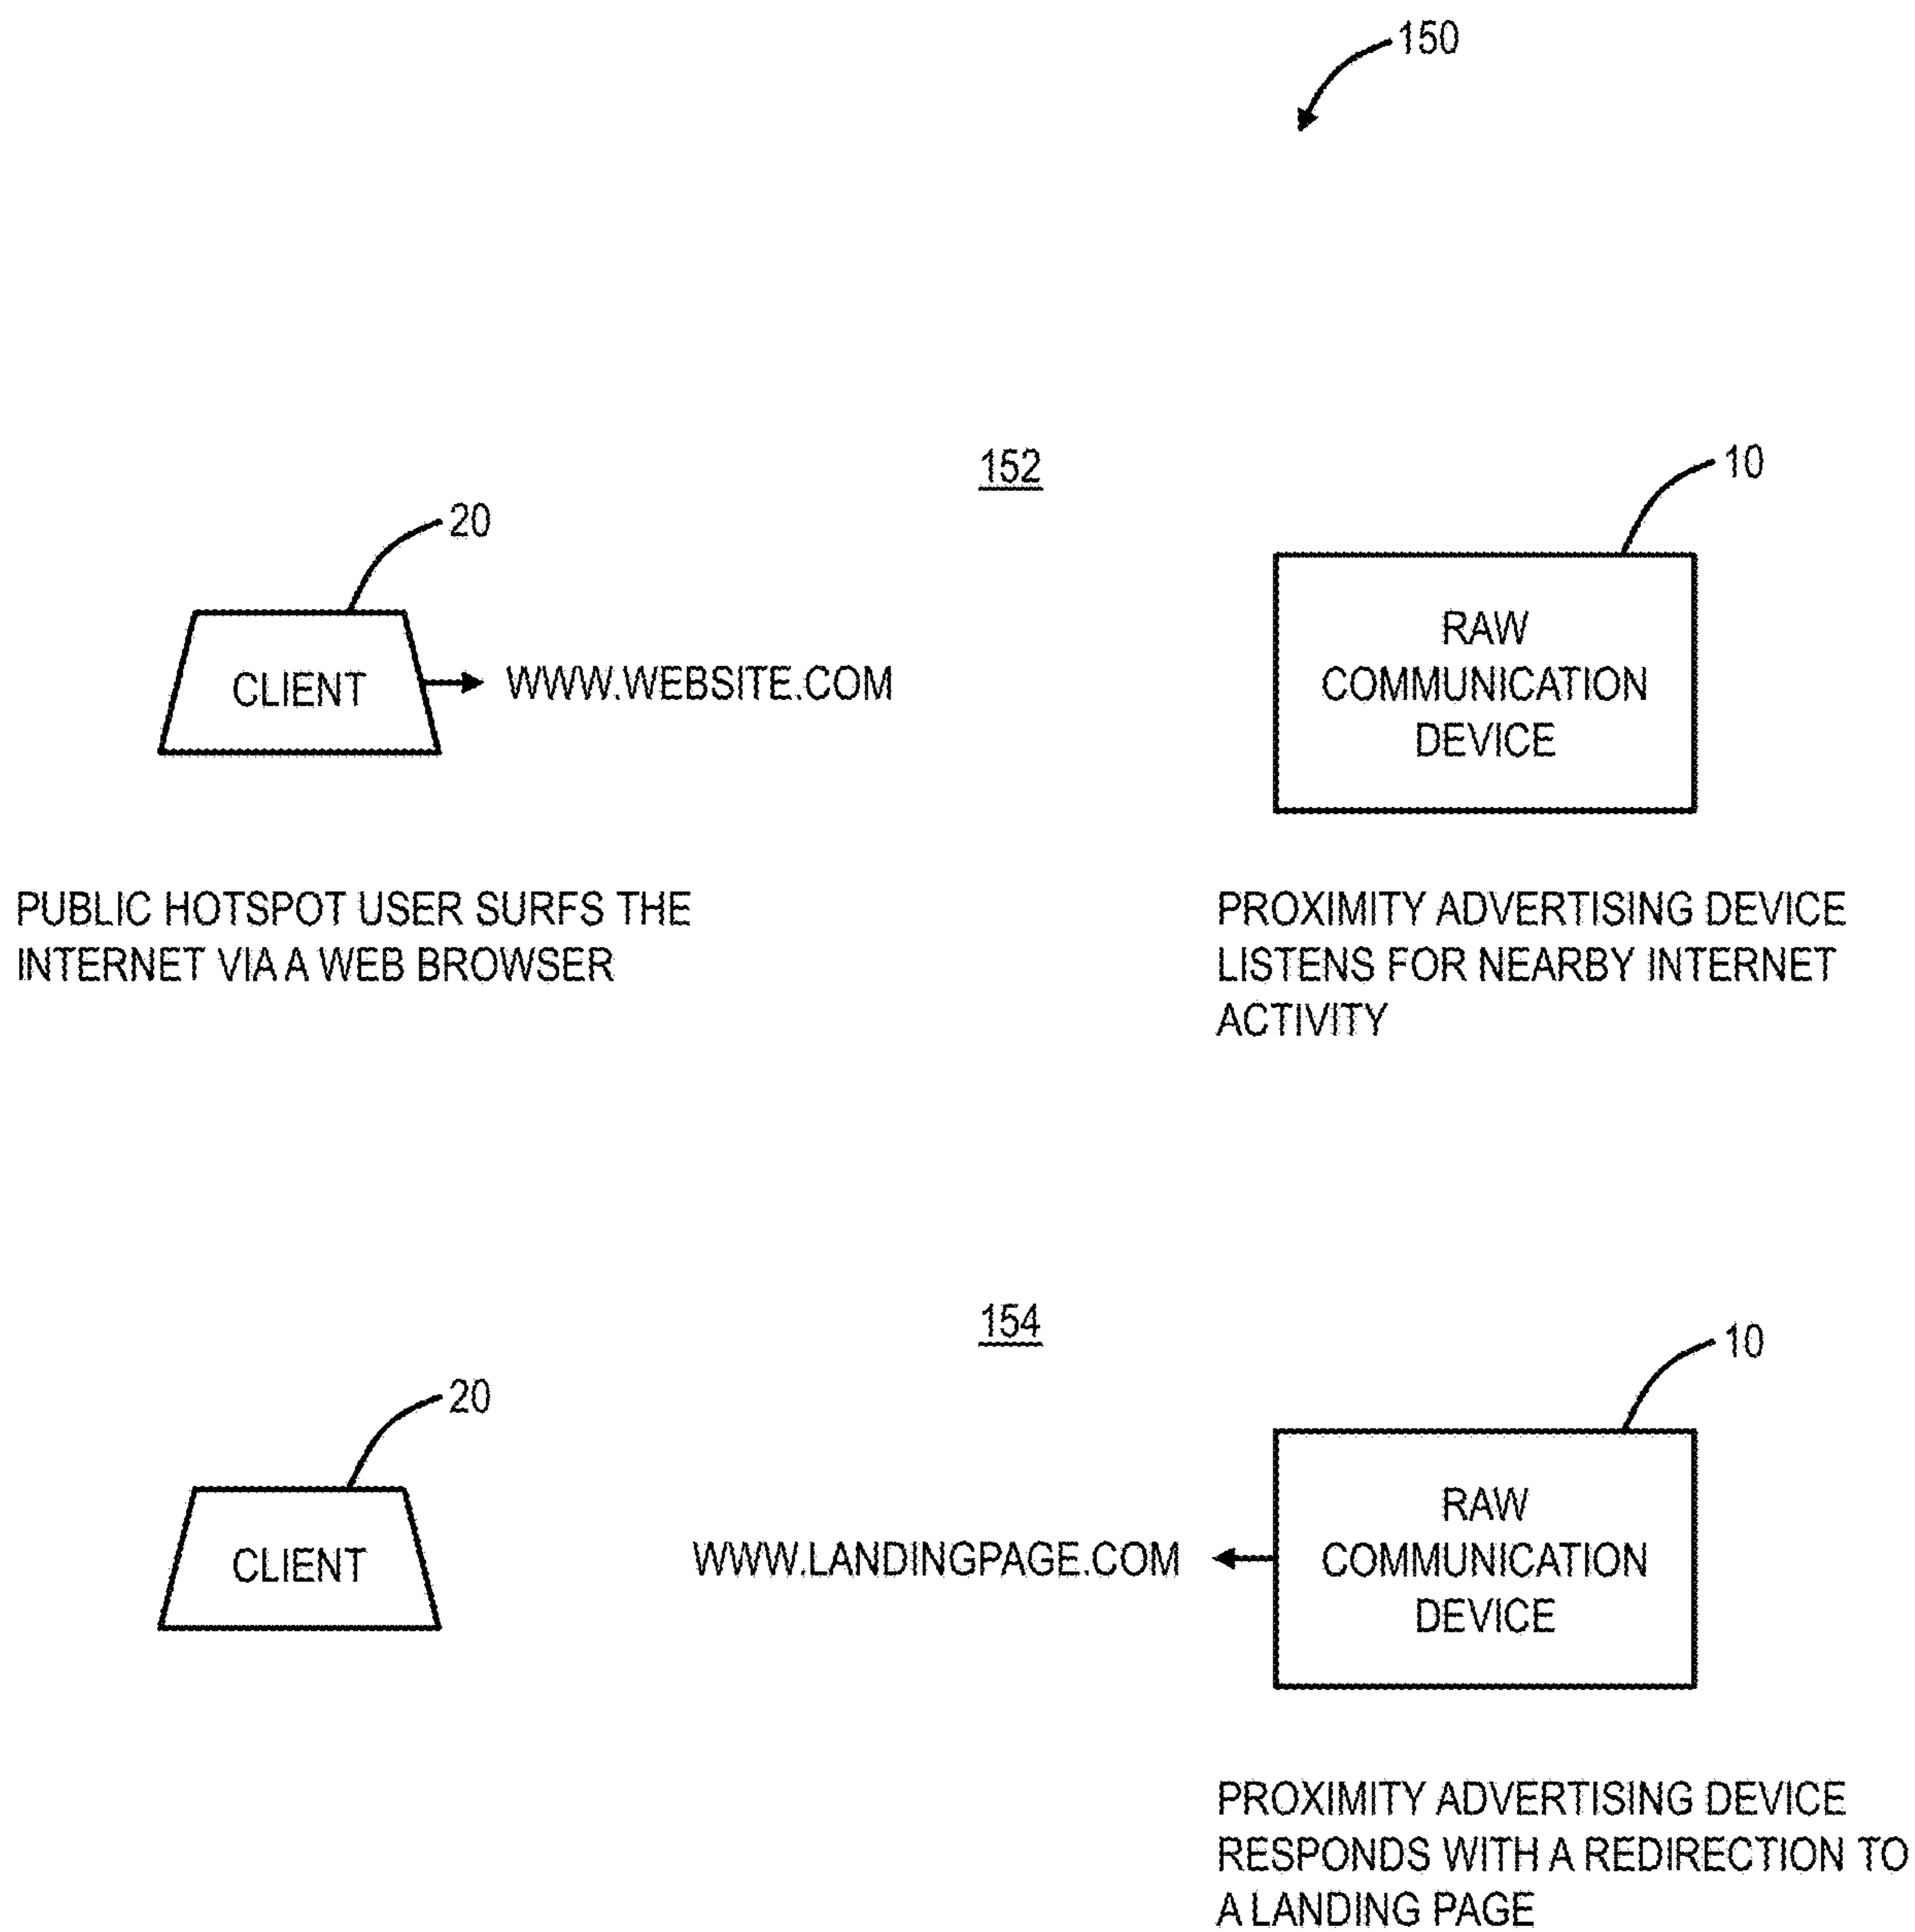 150
152
10
20
RAW
COMMUNICATION
DEVICE
CLIENT
WWW.WEBSITE.COM
PUBLIC HOTSPOT USER SURFS THE
INTERNET VIA A WEB BROWSER
PROXIMITY ADVERTISING DEVICE
LISTENS FOR NEARBY INTERNET
ACTIVITY
154
10
20
RAW
COMMUNICATION
DEVICE
CLIENT
WWW.LANDINGPAGE.COM
PROXIMITY ADVERTISING DEVICE
RESPONDS WITH A REDIRECTION TO
A LANDING PAGE